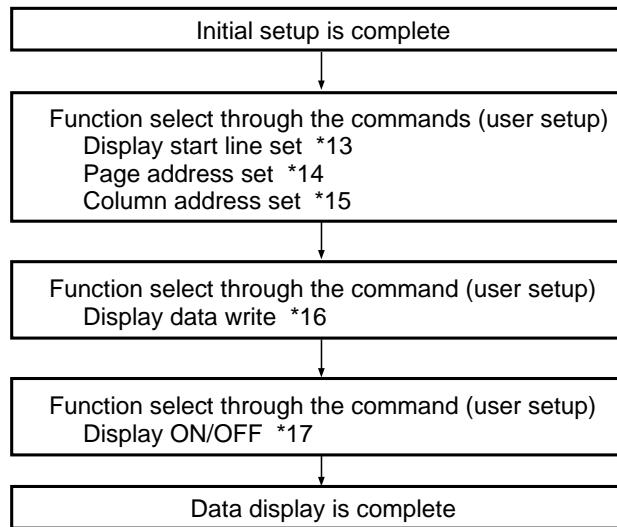 Initial setup is complete
Function select through the commands (user setup)
Display start line set *13
Page address set *14
Column address set *15
Function select through the command (user setup)
Display data write *16
Function select through the command (user setup)
Display ON/OFF *17
Data display is complete